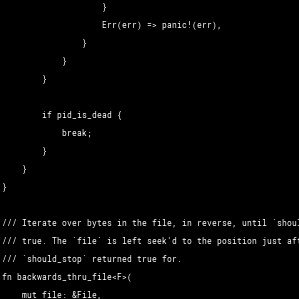 }
Err(err) => panic!(err),
}
}
}
if pid_is_dead {
break;
}
}
}
/// Iterate over bytes in the file, in reverse, until `shoul
/// true. The `file` is left seek'd to the position just aft
/// `should_stop` returned true for.
fn backwards_thru_file<F>(
mut file: &File,